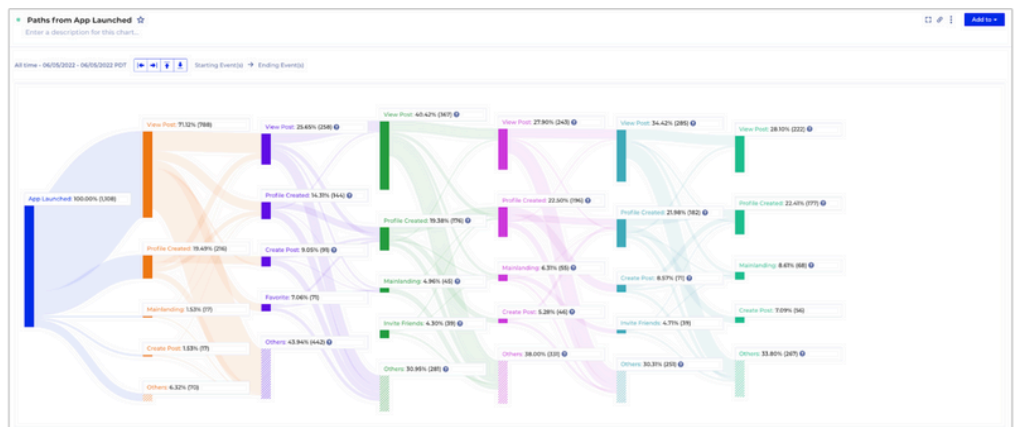 Paths from App Launched
Enter a description for this chart...
Add to
All time - 06/05/2022 - 06/05/2022 PDT
Starting Event(s) → Ending Event(s)
App Launched: 100.00% (1,108)
View Post: 71.12% (788)
Profile Created: 19.49% (216)
Mainlanding: 1.53% (17)
Create Post: 1.53% (17)
Others: 6.32% (70)
View Post: 25.65% (258)
Profile Created: 14.31% (144)
Create Post: 9.05% (91)
Favorite: 7.06% (71)
Others: 43.94% (442)
View Post: 40.42% (367)
Profile Created: 19.38% (176)
Mainlanding: 4.96% (45)
Invite Friends: 4.30% (39)
Others: 30.95% (281)
View Post: 27.90% (243)
Profile Created: 22.50% (196)
Mainlanding: 6.31% (55)
Create Post: 5.28% (46)
Others: 38.00% (331)
View Post: 34.42% (285)
Profile Created: 21.98% (182)
Create Post: 8.57% (71)
Invite Friends: 4.71% (39)
Others: 30.31% (251)
View Post: 28.10% (222)
Profile Created: 22.41% (177)
Mainlanding: 8.61% (68)
Create Post: 7.09% (56)
Others: 33.80% (267)